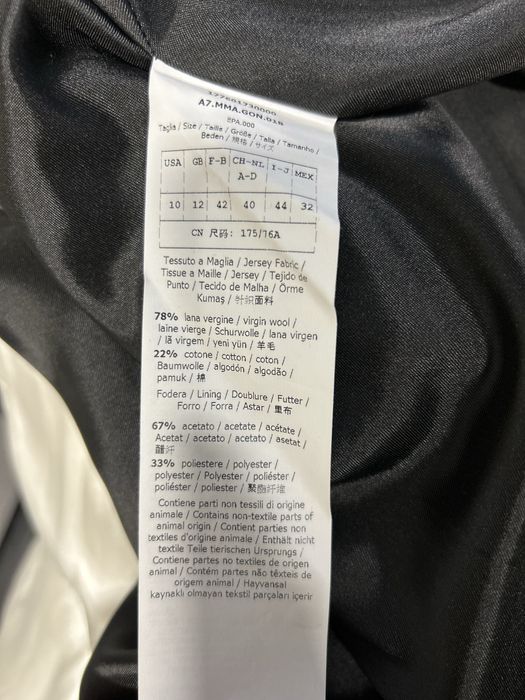 A7.MMA.GON.018
EPA.000
Taglia / Size / Taille / Größe / Talla / Tamanho /
Beden / 规格 / サイズ
USA GB F-B CH-NL I-J MEX
A-D
10 12 42 40 44 32
CN 尺码: 175/76A
Tessuto a Maglia / Jersey Fabric /
Tissue a Maille / Jersey / Tejido de
Punto / Tecido de Malha / Örme
Kumaş / 针织面料
78% lana vergine / virgin wool /
laine vierge / Schurwolle / lana virgen
/ lã virgem / yeni yün / 羊毛
22% cotone / cotton / coton /
Baumwolle / algodón / algodão /
pamuk / 棉
Fodera / Lining / Doublure / Futter /
Forro / Forra / Astar / 里布
67% acetato / acetate / acétate /
Acetat / acetato / acetato / asetat /
醋纤
33% poliestere / polyester /
polyester / Polyester / poliéster /
poliéster / poliester / 聚酯纤维
Contiene parti non tessili di origine
animale / Contains non-textile parts of
animal origin / Contient parties non
textiles d'origine animale / Enthält nicht
textile Teile tierischen Ursprungs /
Contiene partes no textiles de origen
animal / Contém partes não têxteis de
origem animal / Hayvansal
kaynaklı olmayan tekstil parçaları içerir